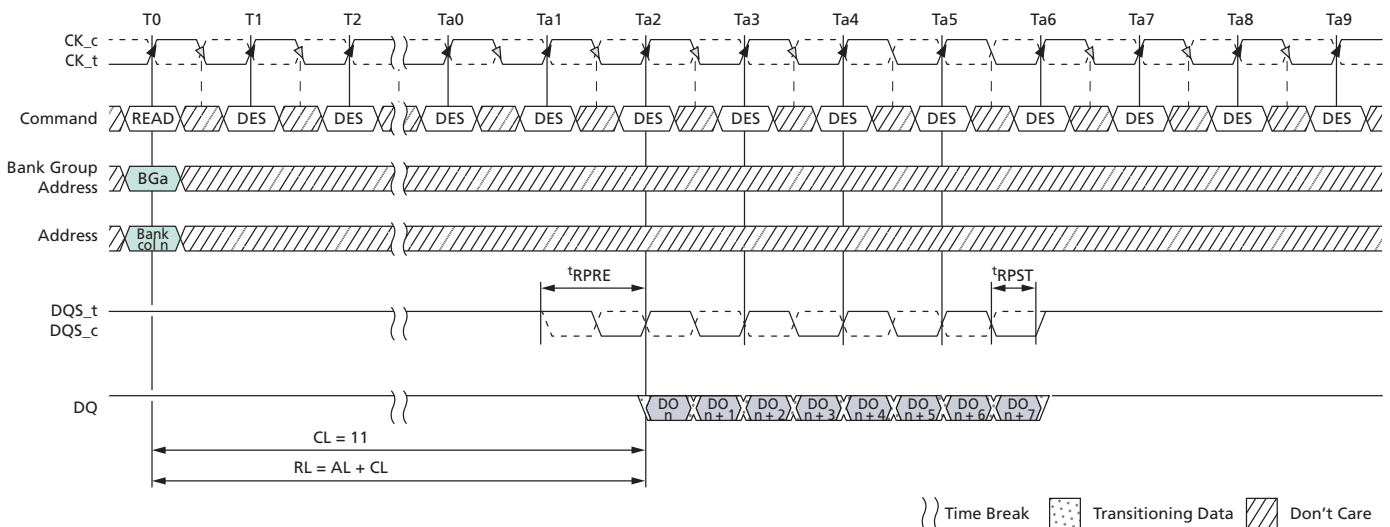 T0 T1 T2 Ta0 Ta1 Ta2 Ta3 Ta4 Ta5 Ta6 Ta7 Ta8 Ta9
CK_c
CK_t
Command READ DES DES DES DES DES DES DES DES DES DES DES DES
Bank Group
Address
BGa
Address
Bank
col n
tRPRE
tRPST
DQS_t
DQS_c
DQ
DO
n
DO
n + 1
DO
n + 2
DO
n + 3
DO
n + 4
DO
n + 5
DO
n + 6
DO
n + 7
CL = 11
RL = AL + CL
Time Break Transitioning Data Don't Care